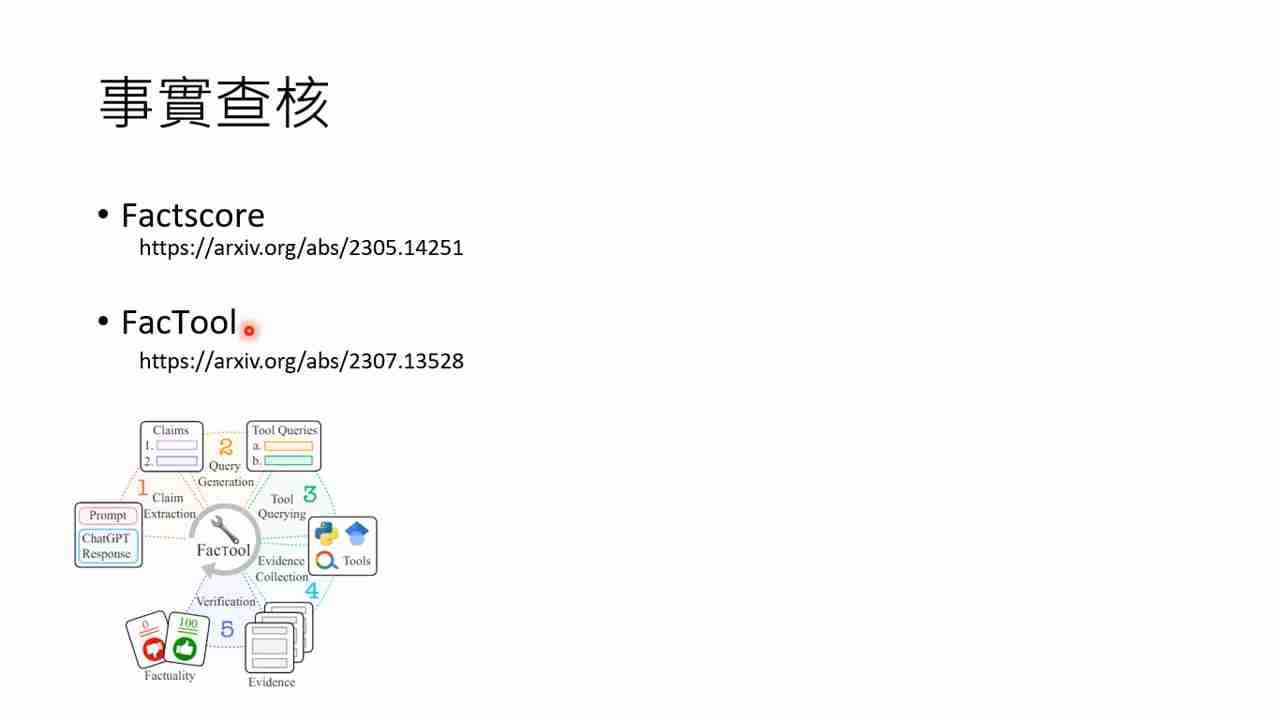 事實查核
• Factscore
https://arxiv.org/abs/2305.14251
• FacTool
https://arxiv.org/abs/2307.13528
Claims
1.
2.
2
Query
Generation
Tool Queries
a.
b.
1
Claim
Extraction
Tool
Querying
3
Prompt
ChatGPT
Response
FacTool
Tools
Evidence
Collection
4
Verification
5
0
100
Factuality
Evidence